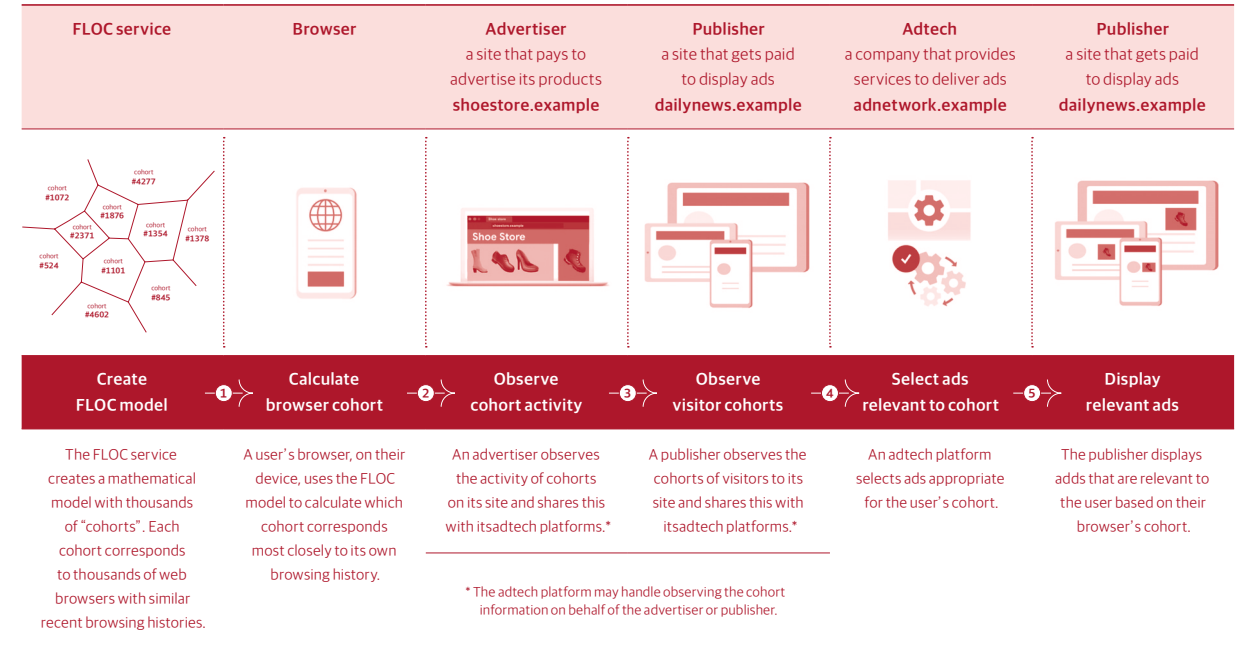 FLOC service
Browser
Advertiser
a site that pays to
advertise its products
shoestore.example
Publisher
a site that gets paid
to display ads
dailynews.example
Adtech
a company that provides
services to deliver ads
adnetwork.example
Publisher
a site that gets paid
to display ads
dailynews.example
cohort
#4277
cohort
#1072
cohort
#1876
cohort
#2371
cohort
#1354
cohort
#1378
cohort
#524
cohort
#1101
cohort
#845
cohort
#4602
Shoe store
shoestore.example
Shoe Store
Create
FLOC model
1
Calculate
browser cohort
2
Observe
cohort activity
3
Observe
visitor cohorts
4
Select ads
relevant to cohort
5
Display
relevant ads
The FLOC service
creates a mathematical
model with thousands
of “cohorts”. Each
cohort corresponds
to thousands of web
browsers with similar
recent browsing histories.
A user’s browser, on their
device, uses the FLOC
model to calculate which
cohort corresponds
most closely to its own
browsing history.
An advertiser observes
the activity of cohorts
on its site and shares this
with itsadtech platforms.*
A publisher observes the
cohorts of visitors to its
site and shares this with
itsadtech platforms.*
An adtech platform
selects ads appropriate
for the user’s cohort.
The publisher displays
adds that are relevant to
the user based on their
browser’s cohort.
* The adtech platform may handle observing the cohort
information on behalf of the advertiser or publisher.